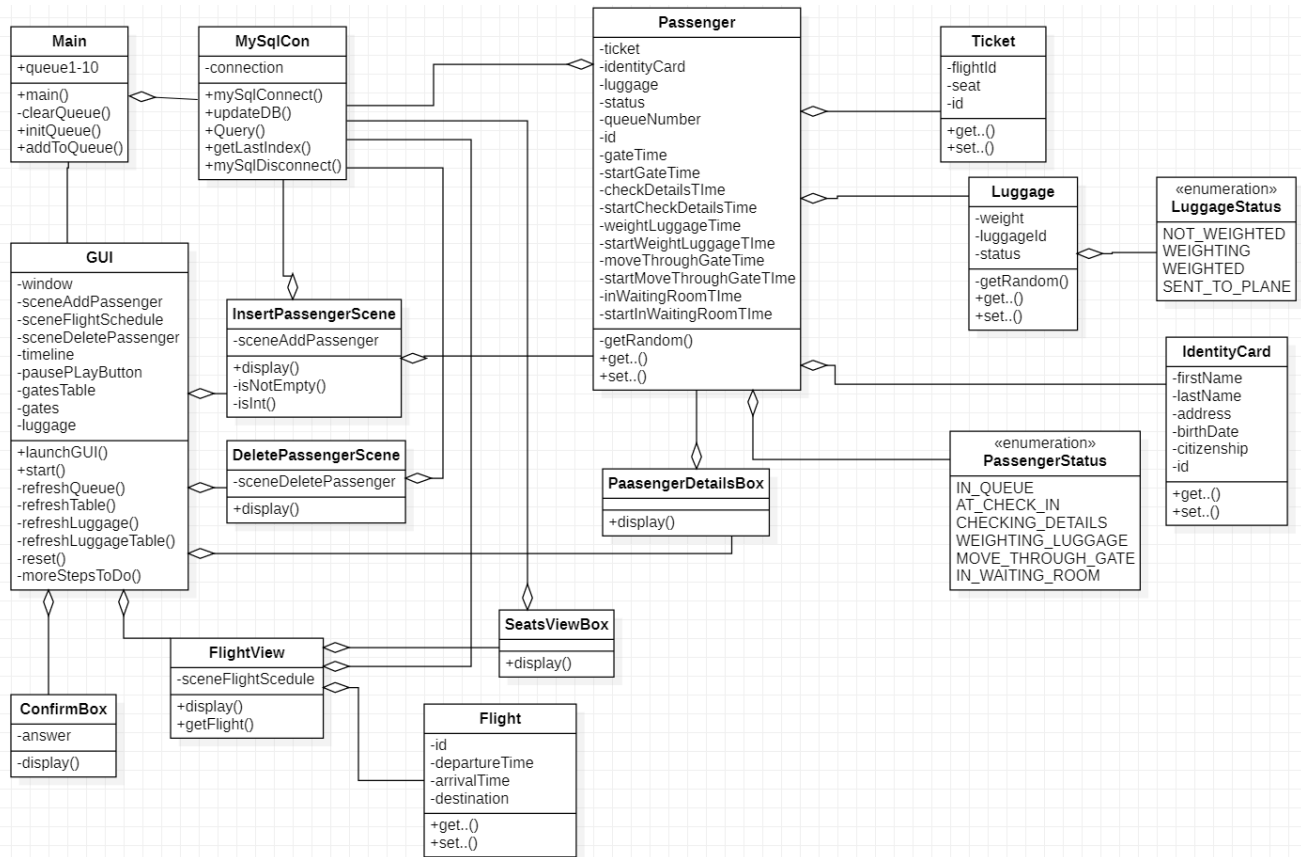 Main
+queue1-10
+main()
-clearQueue()
+initQueue()
+addToQueue()
MySqlCon
-connection
+mySqlConnect()
+updateDB()
+Query()
+getLastIndex()
+mySqlDisconnect()
Passenger
-ticket
-identityCard
-luggage
-status
-queueNumber
-id
-gateTime
-startGateTime
-checkDetailsTIme
-startCheckDetailsTime
-weightLuggageTime
-startWeightLuggageTIme
-moveThroughGateTime
-startMoveThroughGateTIme
-inWaitingRoomTIme
-startInWaitingRoomTIme
-getRandom()
+get..()
+set..()
Ticket
-flightId
-seat
-id
+get..()
+set..()
Luggage
-weight
-luggageId
-status
-getRandom()
+get..()
+set..()
«enumeration»
LuggageStatus
NOT_WEIGHTED
WEIGHTING
WEIGHTED
SENT_TO_PLANE
GUI
-window
-sceneAddPassenger
-sceneFlightSchedule
-sceneDeletePassenger
-timeline
-pausePLayButton
-gatesTable
-gates
-luggage
+launchGUI()
+start()
-refreshQueue()
-refreshTable()
-refreshLuggage()
-refreshLuggageTable()
-reset()
-moreStepsToDo()
InsertPassengerScene
-sceneAddPassenger
+display()
-isNotEmpty()
-isInt()
IdentityCard
-firstName
-lastName
-address
-birthDate
-citizenship
-id
+get..()
+set..()
DeletePassengerScene
-sceneDeletePassenger
+display()
PaasengerDetailsBox
+display()
«enumeration»
PassengerStatus
IN_QUEUE
AT_CHECK_IN
CHECKING_DETAILS
WEIGHTING_LUGGAGE
MOVE_THROUGH_GATE
IN_WAITING_ROOM
SeatsViewBox
+display()
FlightView
-sceneFlightScedule
+display()
+getFlight()
ConfirmBox
-answer
-display()
Flight
-id
-departureTime
-arrivalTime
-destination
+get..()
+set..()